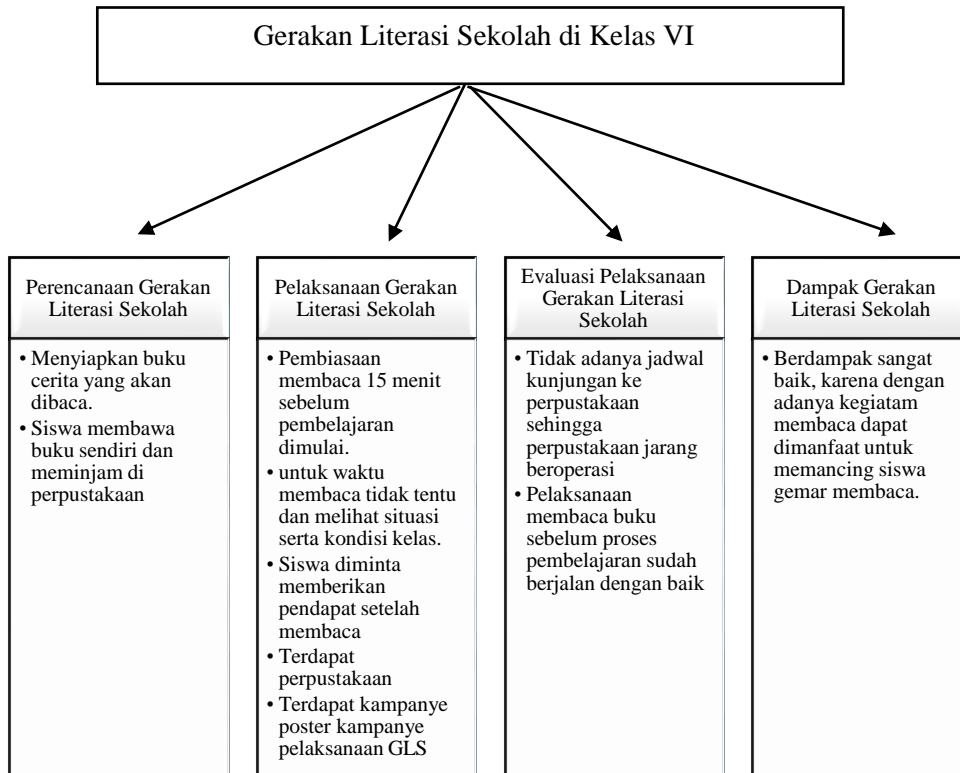 Gerakan Literasi Sekolah di Kelas VI
Perencanaan Gerakan
Literasi Sekolah
• Menyiapkan buku
cerita yang akan
dibaca.
• Siswa membawa
buku sendiri dan
meminjam di
perpustakaan
Pelaksanaan Gerakan
Literasi Sekolah
• Pembiasaan
membaca 15 menit
sebelum
pembelajaran
dimulai.
• untuk waktu
membaca tidak tentu
dan melihat situasi
serta kondisi kelas.
• Siswa diminta
memberikan
pendapat setelah
membaca
• Terdapat
perpustakaan
• Terdapat kampanye
poster kampanye
pelaksanaan GLS
Evaluasi Pelaksanaan
Gerakan Literasi
Sekolah
• Tidak adanya jadwal
kunjungan ke
perpustakaan
sehingga
perpustakaan jarang
beroperasi
• Pelaksanaan
membaca buku
sebelum proses
pembelajaran sudah
berjalan dengan baik
Dampak Gerakan
Literasi Sekolah
• Berdampak sangat
baik, karena dengan
adanya kegiatam
membaca dapat
dimanfaat untuk
memancing siswa
gemar membaca.